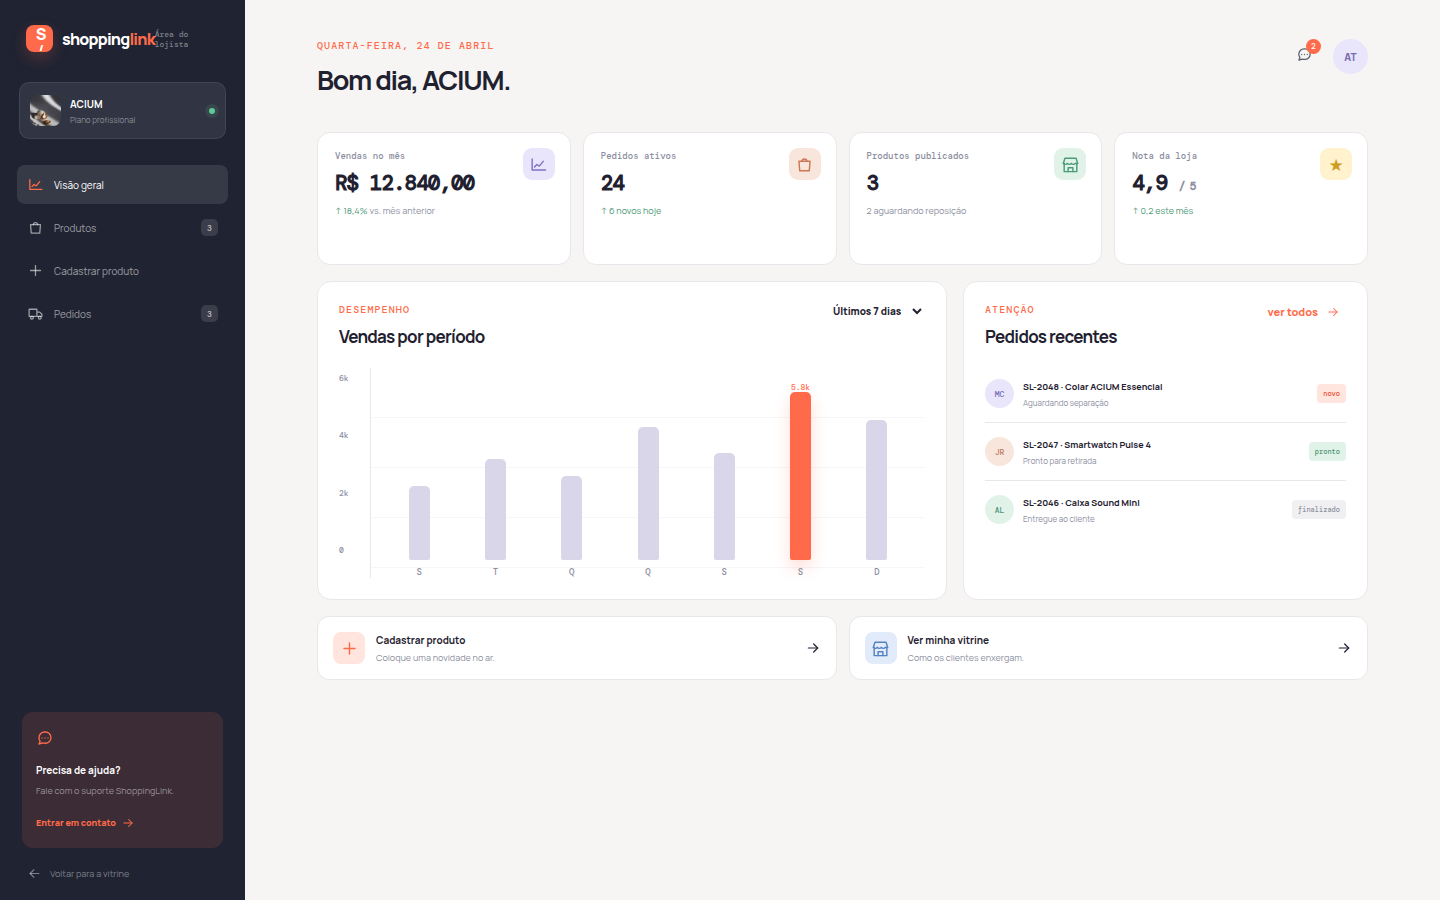 S
/
shoppinglink
Área do
lojista
ACIUM
Plano profissional
Visão geral
Produtos 3
Cadastrar produto
Pedidos 3
Precisa de ajuda?
Fale com o suporte ShoppingLink.
Entrar em contato →
← Voltar para a vitrine
QUARTA-FEIRA, 24 DE ABRIL
Bom dia, ACIUM.
2
AT
Vendas no mês
R$ 12.840,00
↑ 18,4% vs. mês anterior
Pedidos ativos
24
↑ 6 novos hoje
Produtos publicados
3
2 aguardando reposição
Nota da loja
4,9 / 5
↑ 0,2 este mês
DESEMPENHO
Vendas por período
Últimos 7 dias
6k
4k
2k
0
5.8k
S T Q Q S S D
ATENÇÃO
Pedidos recentes
ver todos →
MC
SL-2048 · Colar ACIUM Essencial
Aguardando separação
novo
JR
SL-2047 · Smartwatch Pulse 4
Pronto para retirada
pronto
AL
SL-2046 · Caixa Sound Mini
Entregue ao cliente
finalizado
Cadastrar produto
Coloque uma novidade no ar.
→
Ver minha vitrine
Como os clientes enxergam.
→